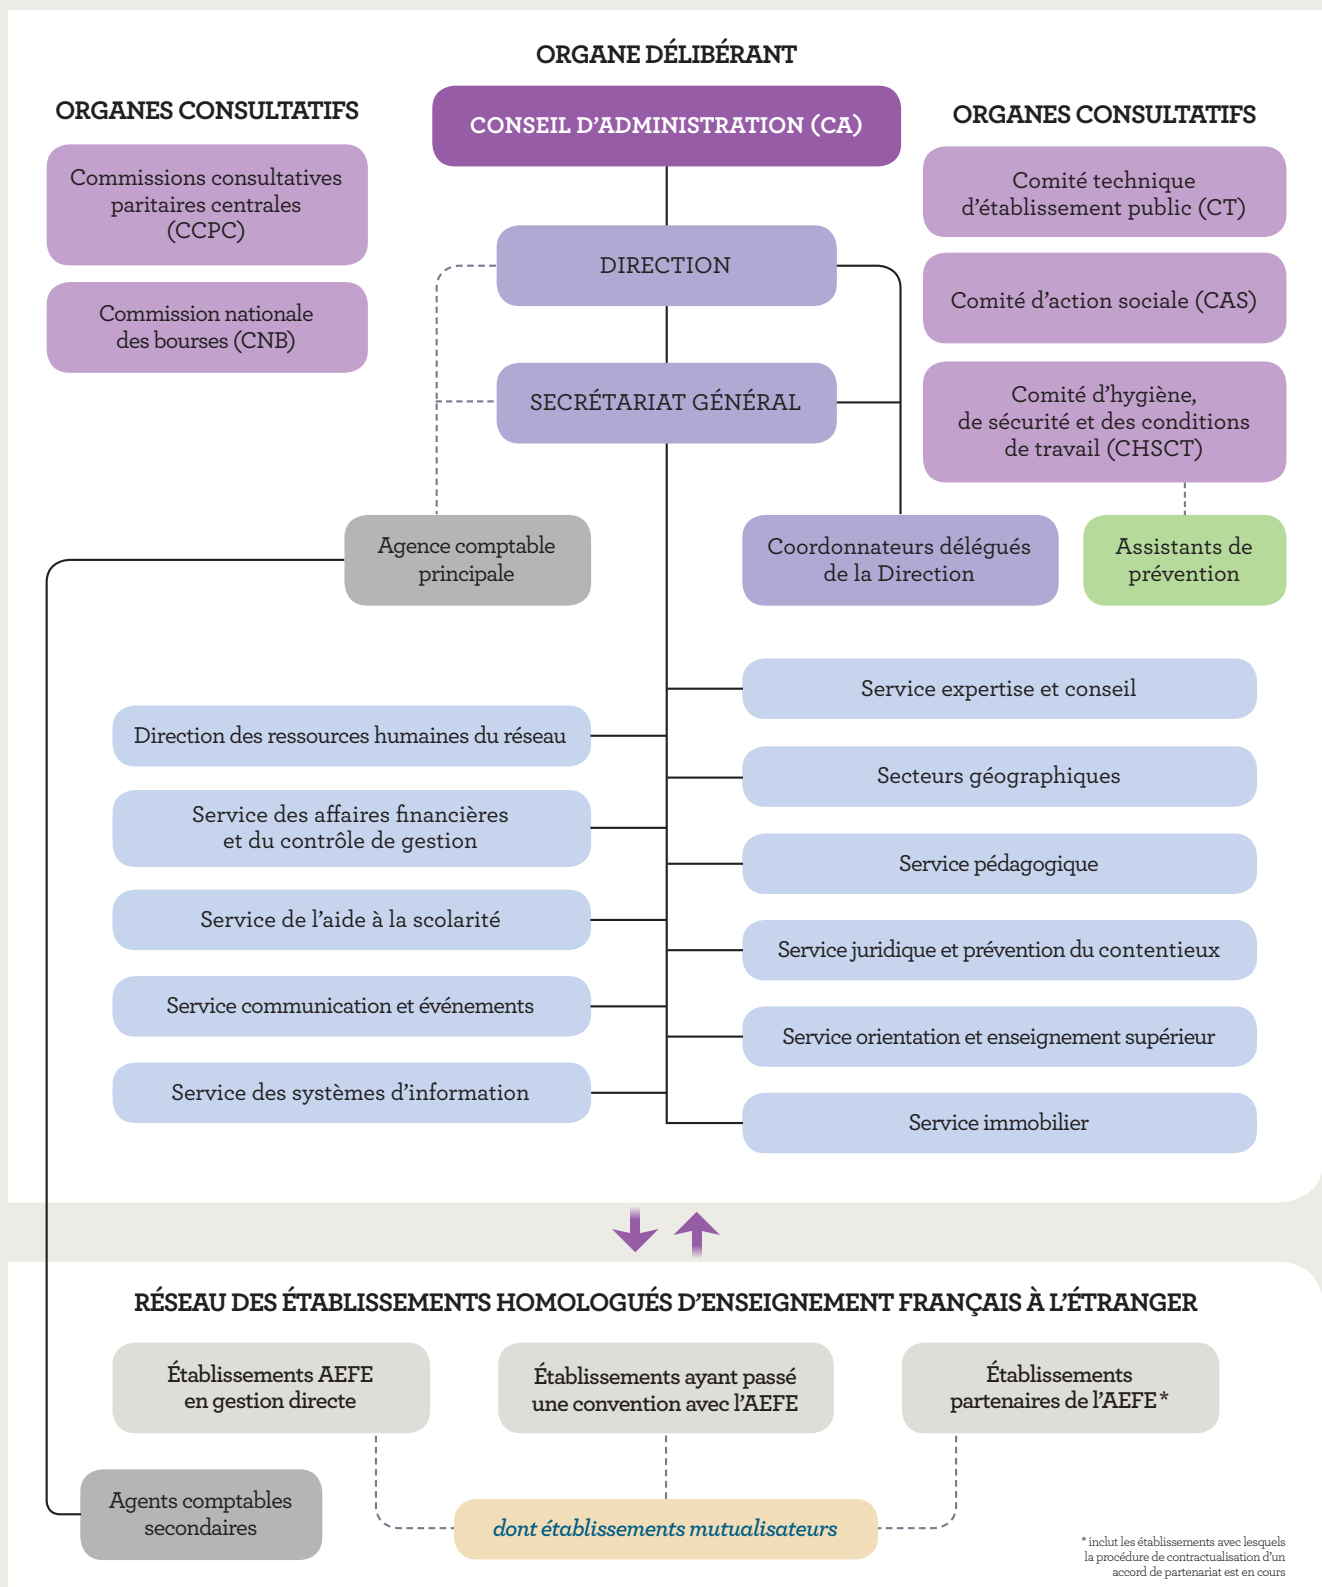 ORGANE DÉLIBÉRANT
CONSEIL D’ADMINISTRATION (CA)
ORGANES CONSULTATIFS
Commissions consultatives
paritaires centrales
(CCPC)
Commission nationale
des bourses (CNB)
ORGANES CONSULTATIFS
Comité technique
d’établissement public (CT)
Comité d’action sociale (CAS)
Comité d’hygiène,
de sécurité et des conditions
de travail (CHSCT)
DIRECTION
SECRÉTARIAT GÉNÉRAL
Agence comptable
principale
Coordonnateurs délégués
de la Direction
Assistants de
prévention
Direction des ressources humaines du réseau
Service des affaires financières
et du contrôle de gestion
Service de l’aide à la scolarité
Service communication et événements
Service des systèmes d’information
Service expertise et conseil
Secteurs géographiques
Service pédagogique
Service juridique et prévention du contentieux
Service orientation et enseignement supérieur
Service immobilier
RÉSEAU DES ÉTABLISSEMENTS HOMOLOGUÉS D’ENSEIGNEMENT FRANÇAIS À L’ÉTRANGER
Établissements AEFE
en gestion directe
Établissements ayant passé
une convention avec l’AEFE
Établissements
partenaires de l’AEFE*
Agents comptables
secondaires
dont établissements mutualisateurs
* inclut les établissements avec lesquels
la procédure de contractualisation d’un
accord de partenariat est en cours